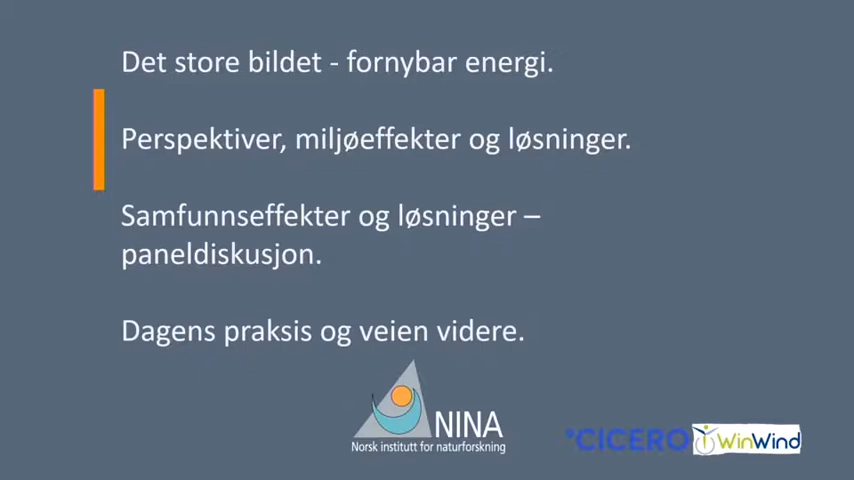 Det store bildet - fornybar energi.
Perspektiver, miljøeffekter og løsninger.
Samfunnseffekter og løsninger –
paneldiskusjon.
Dagens praksis og veien videre.
NINA
Norsk institutt for naturforskning
°CICERO
WinWind